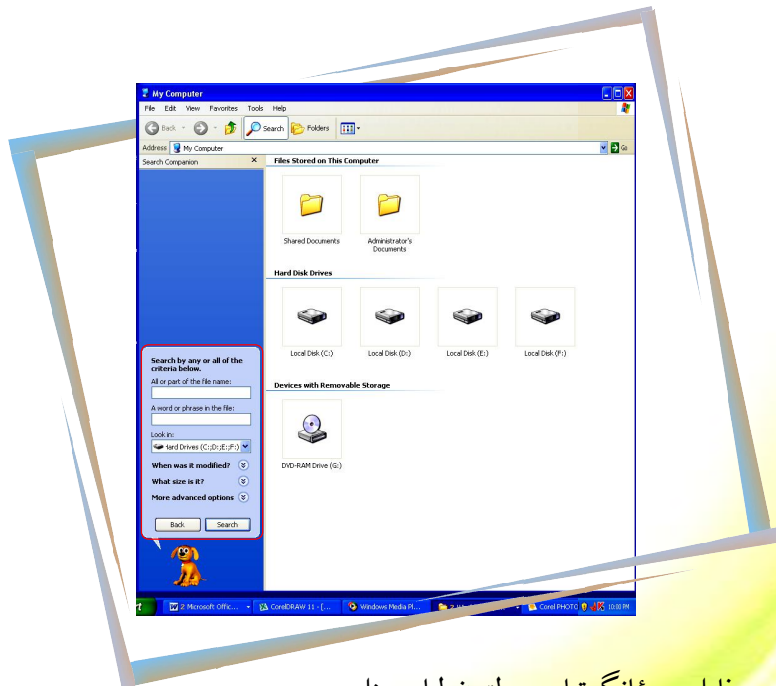 My Computer
File Edit View Favorites Tools Help
Back Search Folders
Address My Computer Go
Search Companion
Files Stored on This Computer
Shared Documents
Administrator's
Documents
Hard Disk Drives
Local Disk (C:) Local Disk (D:) Local Disk (E:) Local Disk (F:)
Devices with Removable Storage
DVD-RAM Drive (G:)
Search by any or all of the
criteria below.
All or part of the file name:
A word or phrase in the file:
Look in:
Hard Drives (C:;D:;E:;F:)
When was it modified?
What size is it?
More advanced options
Back Search
2 Microsoft Offic... CorelDRAW 11 - [... Windows Media Pl... Corel PHOTO 10:00 PM